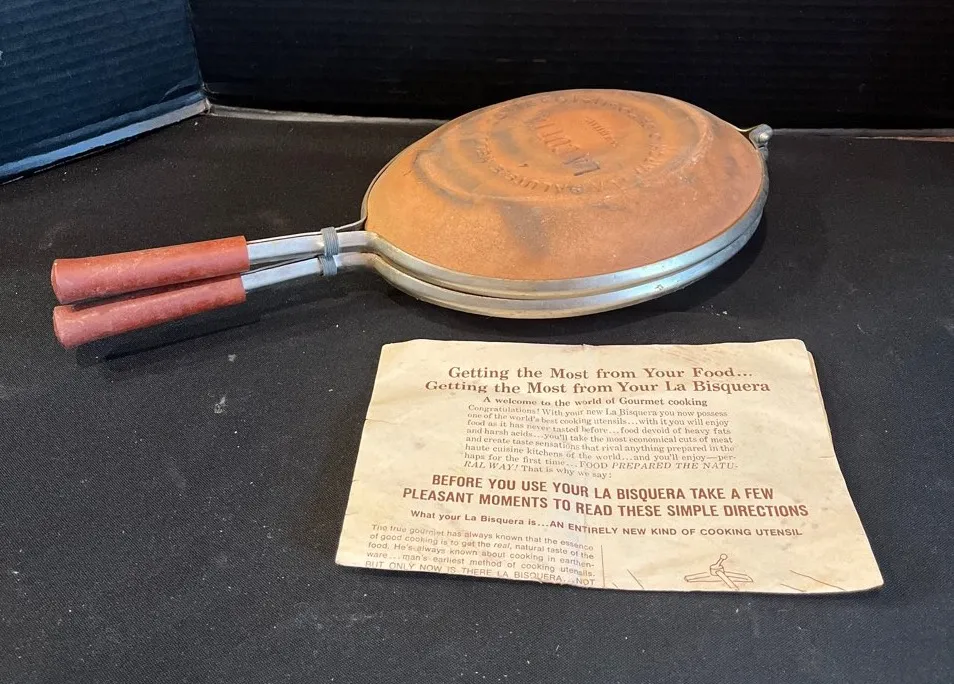 Getting the Most from Your Food...
Getting the Most from Your La Bisquera
A welcome to the world of Gourmet cooking
Congratulations! With your new La Bisquera you now possess
one of the world's best cooking utensils...with it you will enjoy
food as it has never tasted before...food devoid of heavy fats
and harsh acids...you'll take the most economical cuts of meat
and create taste sensations that rival anything prepared in the
haute cuisine kitchens of the world...and you'll enjoy—per-
haps for the first time...FOOD PREPARED THE NATU-
RAL WAY! That is why we say:
BEFORE YOU USE YOUR LA BISQUERA TAKE A FEW
PLEASANT MOMENTS TO READ THESE SIMPLE DIRECTIONS
What your La Bisquera is...AN ENTIRELY NEW KIND OF COOKING UTENSIL
The true gourmet has always known that the essence
of good cooking is to get the real, natural taste of the
food. He's always known about cooking in earthen-
ware...man's earliest method of cooking utensils.
BUT ONLY NOW IS THERE LA BISQUERA...NOT